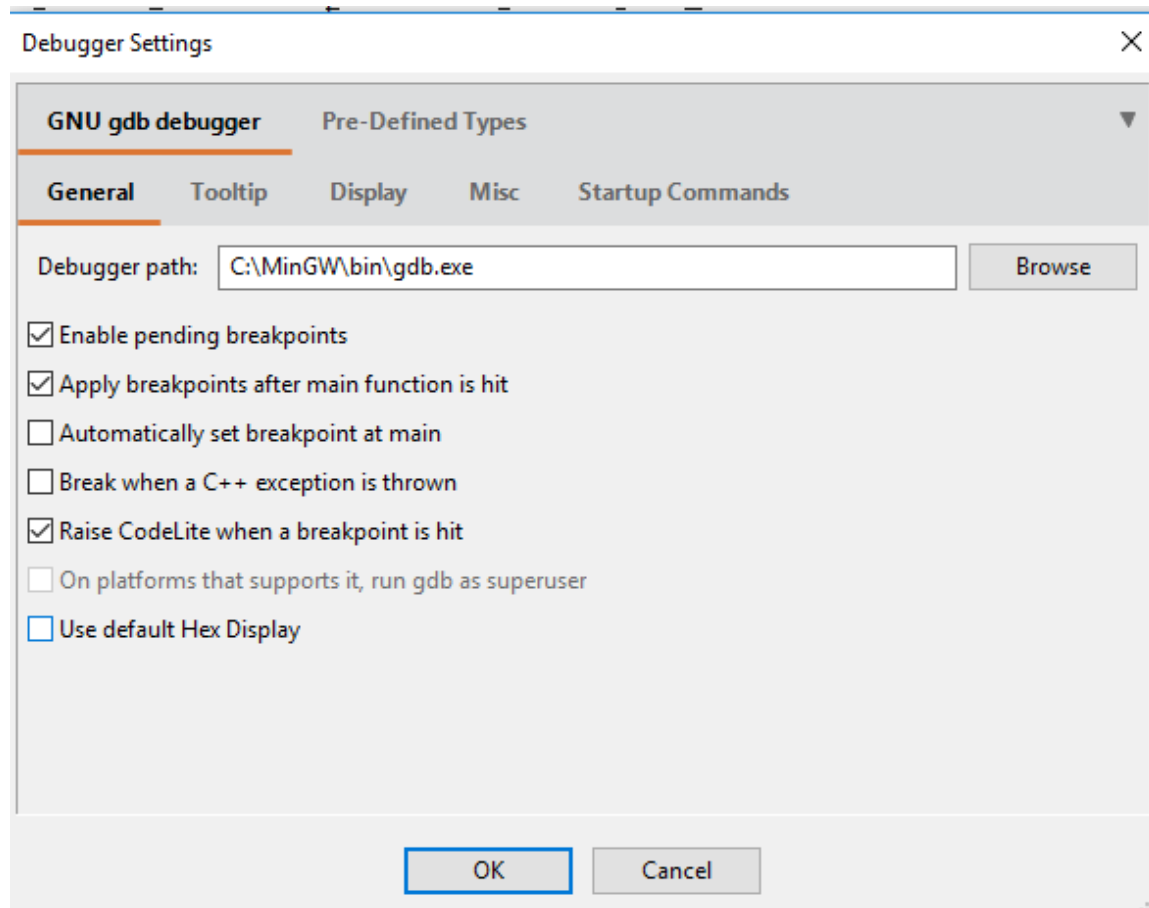 Debugger Settings
GNU gdb debugger Pre-Defined Types
General Tooltip Display Misc Startup Commands
Debugger path: C:\MinGW\bin\gdb.exe Browse
Enable pending breakpoints
Apply breakpoints after main function is hit
Automatically set breakpoint at main
Break when a C++ exception is thrown
Raise CodeLite when a breakpoint is hit
On platforms that supports it, run gdb as superuser
Use default Hex Display
OK Cancel